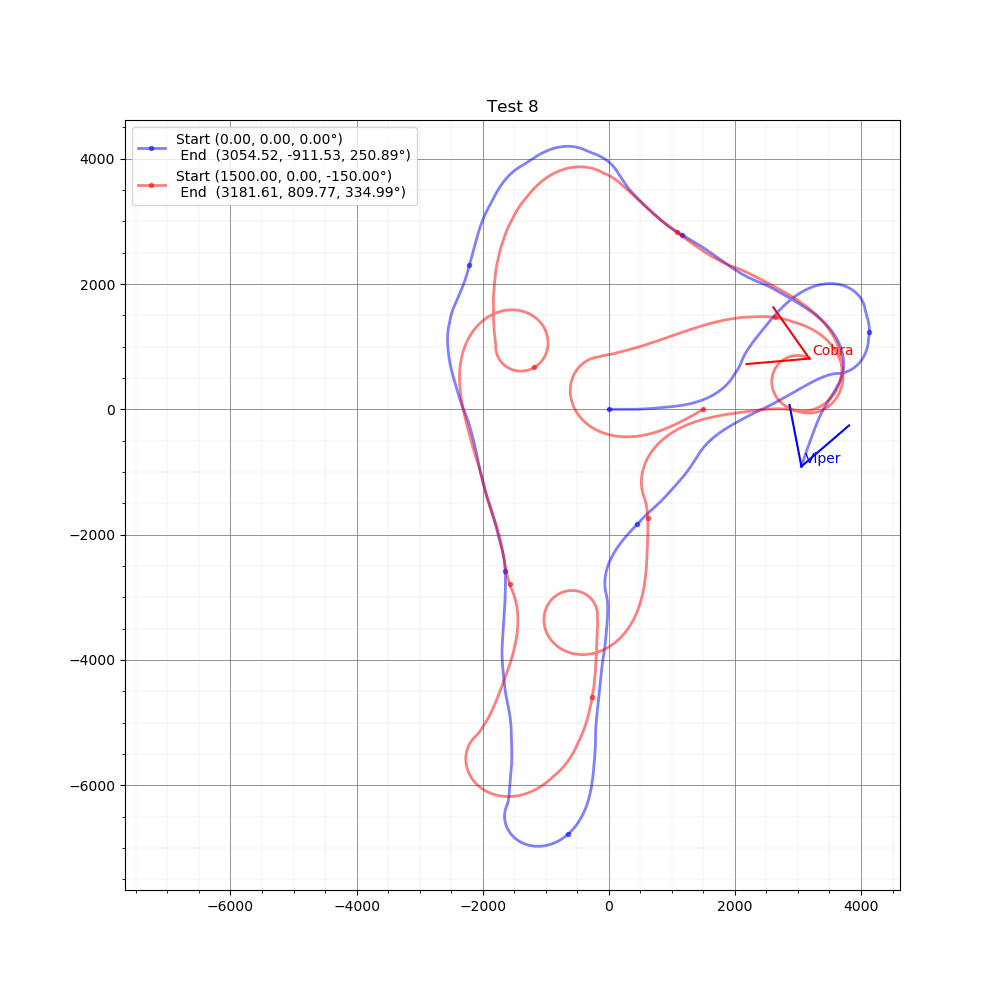 Test 8
Start (0.00, 0.00, 0.00°)
End (3054.52, -911.53, 250.89°)
Start (1500.00, 0.00, -150.00°)
End (3181.61, 809.77, 334.99°)
4000
2000
0
−2000
−4000
−6000
Cobra
Viper
−6000 −4000 −2000 0 2000 4000